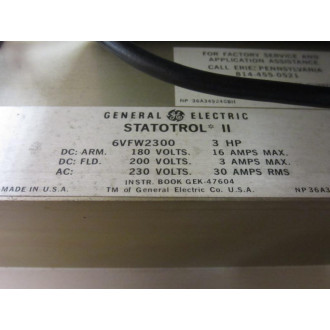 FOR FACTORY SERVICE AND
APPLICATION ASSISTANCE
CALL ERIE, PENNSYLVANIA
814-455-0521
GENERAL GE ELECTRIC
STATOTROL® II
6VFW2300 3 HP
DC: ARM. 180 VOLTS. 16 AMPS MAX.
DC: FLD. 200 VOLTS. 3 AMPS MAX.
AC: 230 VOLTS. 30 AMPS RMS
INSTR. BOOK GEK-47604
MADE IN U.S.A. TM of General Electric Co. U.S.A. NP36A3